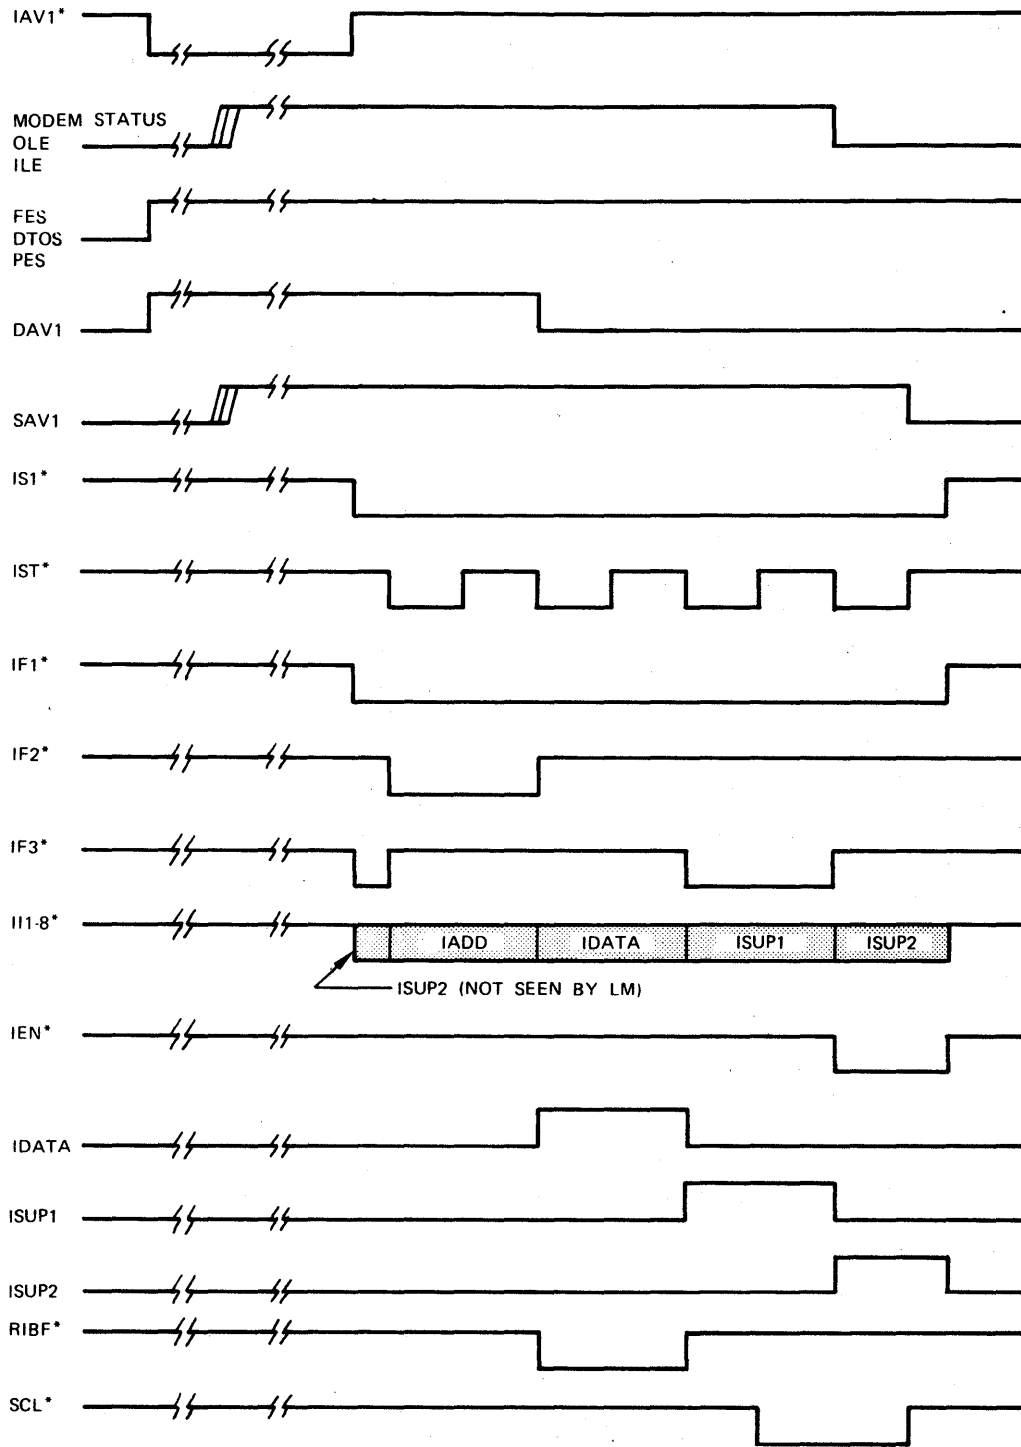 IAV1*
MODEM STATUS
OLE
ILE
FES
DTOS
PES
DAV1
SAV1
IS1*
IST*
IF1*
IF2*
IF3*
II1-8*
IADD IDATA ISUP1 ISUP2
ISUP2 (NOT SEEN BY LM)
IEN*
IDATA
ISUP1
ISUP2
RIBF*
SCL*